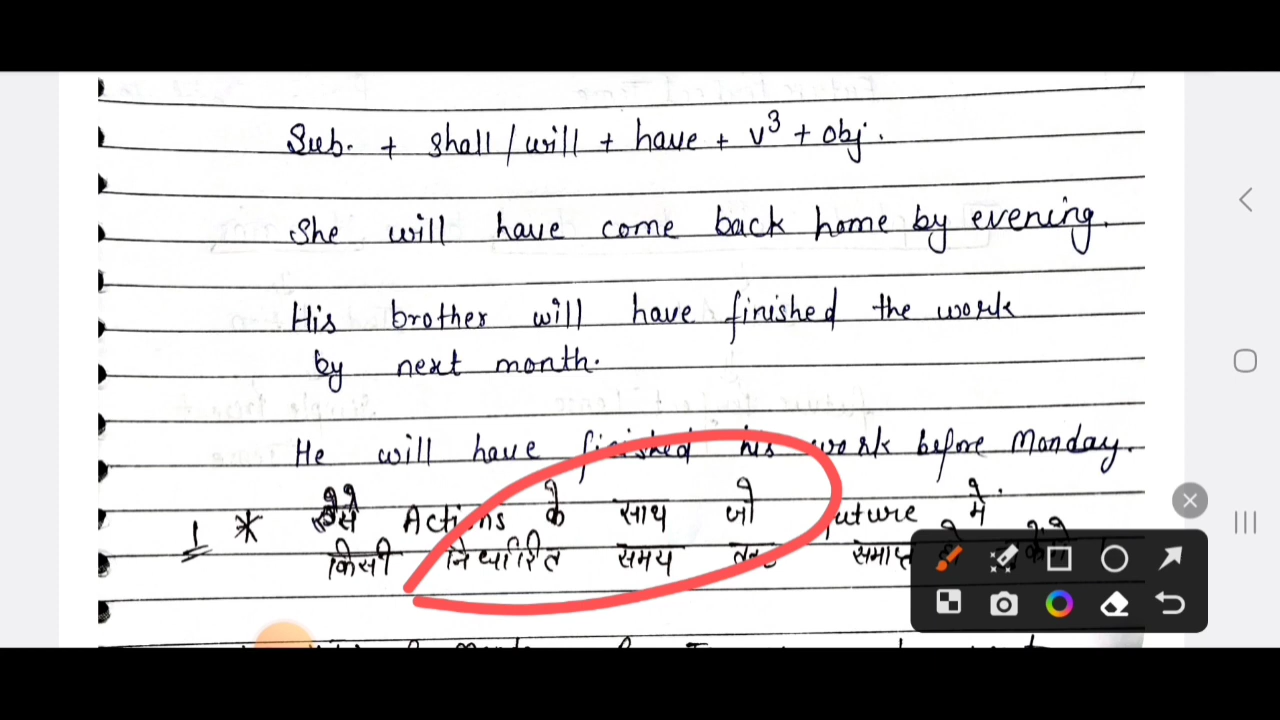 Sub. + shall / will + have + v³ + obj.
She will have come back home by evening.
His brother will have finished the work
by next month.
He will have finished his work before Monday.
1 * ऐसे Actions के साथ जो future में
किसी निर्धारित समय तक समाप्त हो चुकेंगे